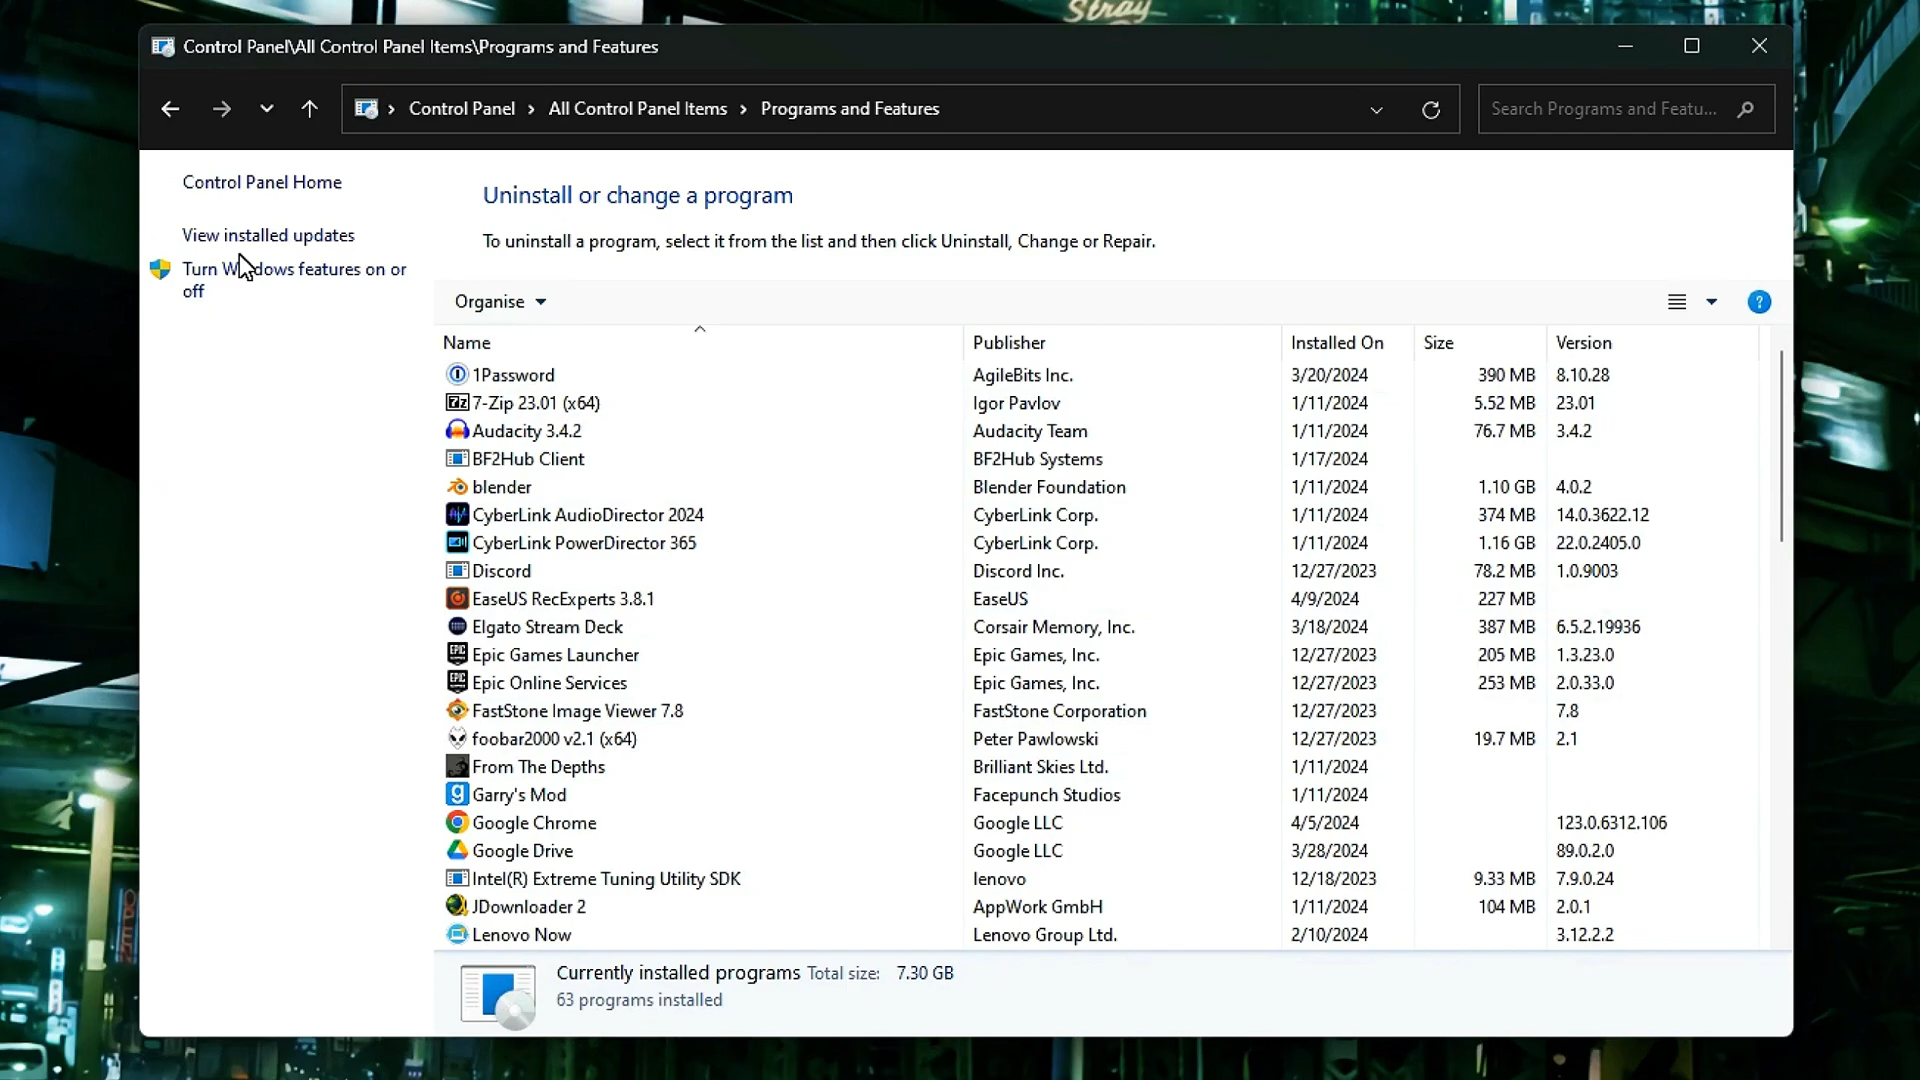 Stray
Control Panel\All Control Panel Items\Programs and Features
Control Panel > All Control Panel Items > Programs and Features
Search Programs and Featu...
Control Panel Home
View installed updates
Turn Windows features on or
off
Uninstall or change a program
To uninstall a program, select it from the list and then click Uninstall, Change or Repair.
Organise
Name Publisher Installed On Size Version
1Password AgileBits Inc. 3/20/2024 390 MB 8.10.28
7-Zip 23.01 (x64) Igor Pavlov 1/11/2024 5.52 MB 23.01
Audacity 3.4.2 Audacity Team 1/11/2024 76.7 MB 3.4.2
BF2Hub Client BF2Hub Systems 1/17/2024
blender Blender Foundation 1/11/2024 1.10 GB 4.0.2
CyberLink AudioDirector 2024 CyberLink Corp. 1/11/2024 374 MB 14.0.3622.12
CyberLink PowerDirector 365 CyberLink Corp. 1/11/2024 1.16 GB 22.0.2405.0
Discord Discord Inc. 12/27/2023 78.2 MB 1.0.9003
EaseUS RecExperts 3.8.1 EaseUS 4/9/2024 227 MB
Elgato Stream Deck Corsair Memory, Inc. 3/18/2024 387 MB 6.5.2.19936
Epic Games Launcher Epic Games, Inc. 12/27/2023 205 MB 1.3.23.0
Epic Online Services Epic Games, Inc. 12/27/2023 253 MB 2.0.33.0
FastStone Image Viewer 7.8 FastStone Corporation 12/27/2023 7.8
foobar2000 v2.1 (x64) Peter Pawlowski 12/27/2023 19.7 MB 2.1
From The Depths Brilliant Skies Ltd. 1/11/2024
Garry's Mod Facepunch Studios 1/11/2024
Google Chrome Google LLC 4/5/2024 123.0.6312.106
Google Drive Google LLC 3/28/2024 89.0.2.0
Intel(R) Extreme Tuning Utility SDK lenovo 12/18/2023 9.33 MB 7.9.0.24
JDownloader 2 AppWork GmbH 1/11/2024 104 MB 2.0.1
Lenovo Now Lenovo Group Ltd. 2/10/2024 3.12.2.2
Currently installed programs Total size: 7.30 GB
63 programs installed